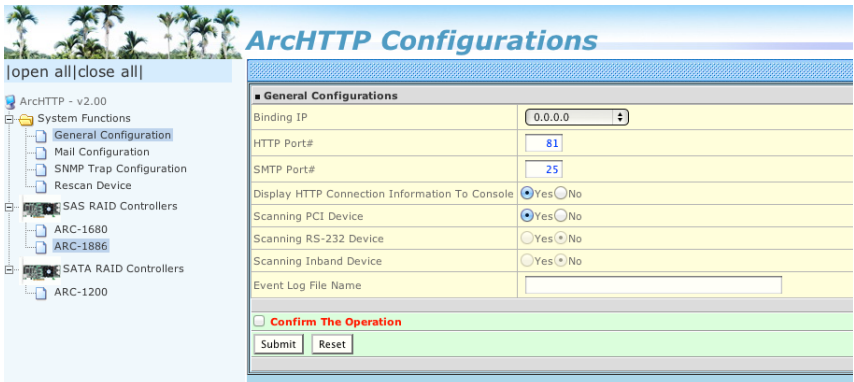 ArcHTTP Configurations
|open all|close all|
ArcHTTP - v2.00
System Functions
General Configuration
Mail Configuration
SNMP Trap Configuration
Rescan Device
SAS RAID Controllers
ARC-1680
ARC-1886
SATA RAID Controllers
ARC-1200
General Configurations
Binding IP 0.0.0.0
HTTP Port# 81
SMTP Port# 25
Display HTTP Connection Information To Console Yes No
Scanning PCI Device Yes No
Scanning RS-232 Device Yes No
Scanning Inband Device Yes No
Event Log File Name
Confirm The Operation
Submit Reset